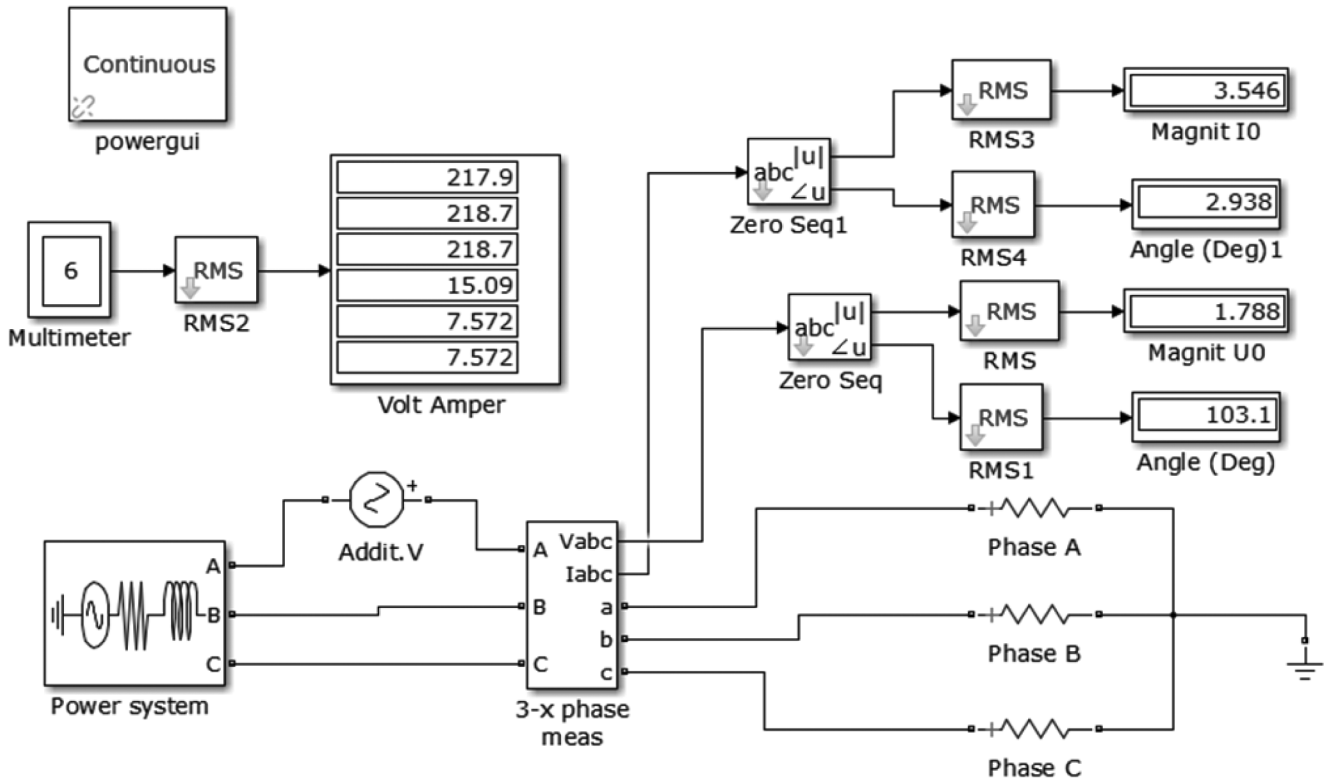 Continuous
powergui
6
Multimeter
RMS
RMS2
217.9
218.7
218.7
15.09
7.572
7.572
Volt Amper
abc |u|
∠u
Zero Seq1
RMS
RMS3
3.546
Magnit I0
RMS
RMS4
2.938
Angle (Deg)1
abc |u|
∠u
Zero Seq
RMS
RMS
1.788
Magnit U0
RMS
RMS1
103.1
Angle (Deg)
+
Addit.V
A
B
C
Power system
A
B
C
Vabc
Iabc
a
b
c
3-x phase
meas
+
Phase A
+
Phase B
+
Phase C